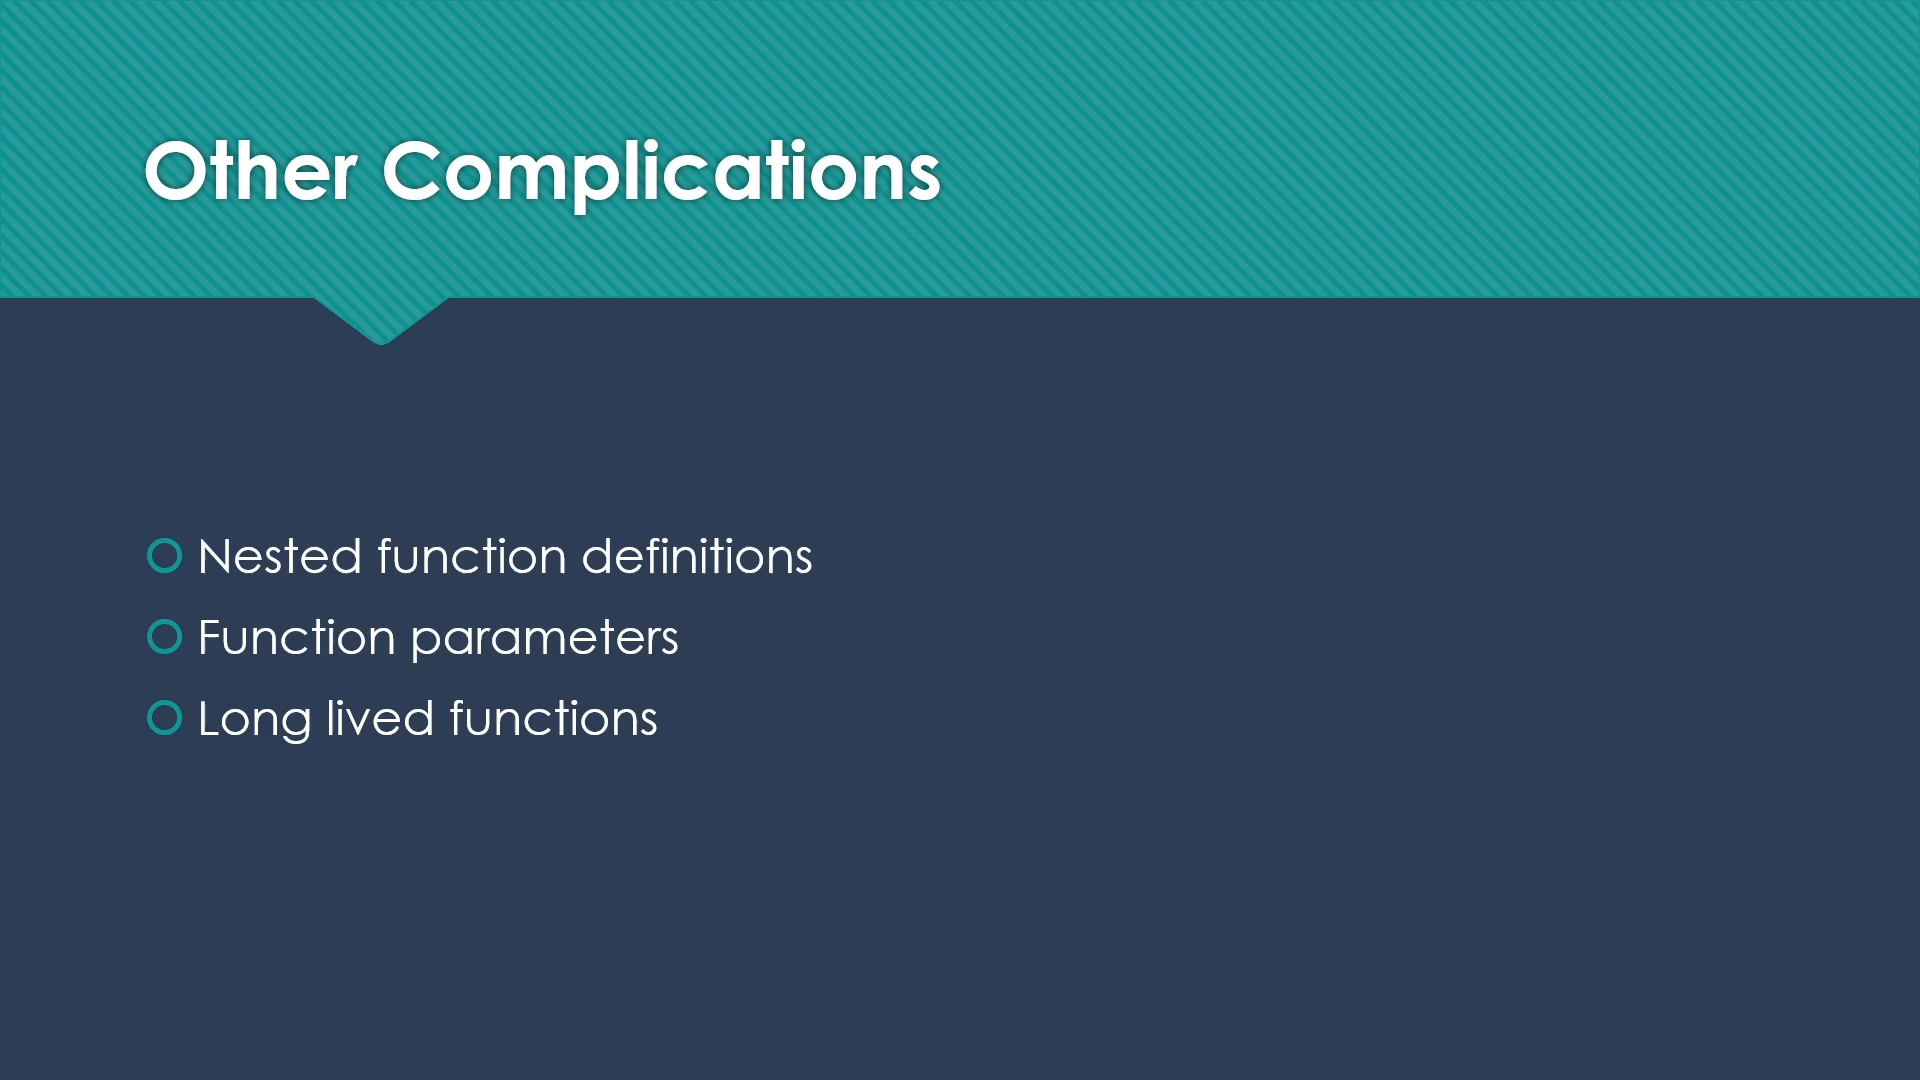 Other Complications
Nested function definitions
Function parameters
Long lived functions